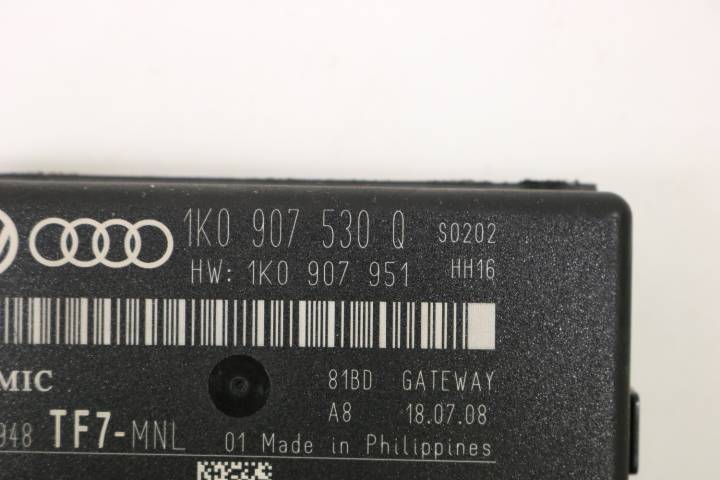 1K0 907 530 Q S0202
HW: 1K0 907 951 HH16
MIC 81BD GATEWAY
A8 18.07.08
948 TF7-MNL 01 Made in Philippines